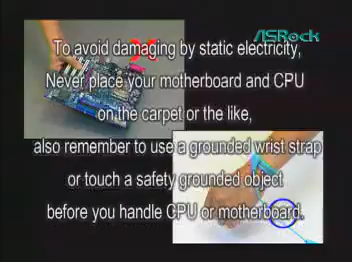 ASRock
To avoid damaging by static electricity,
Never place your motherboard and CPU
on the carpet or the like,
also remember to use a grounded wrist strap
or touch a safety grounded object
before you handle CPU or motherboard.